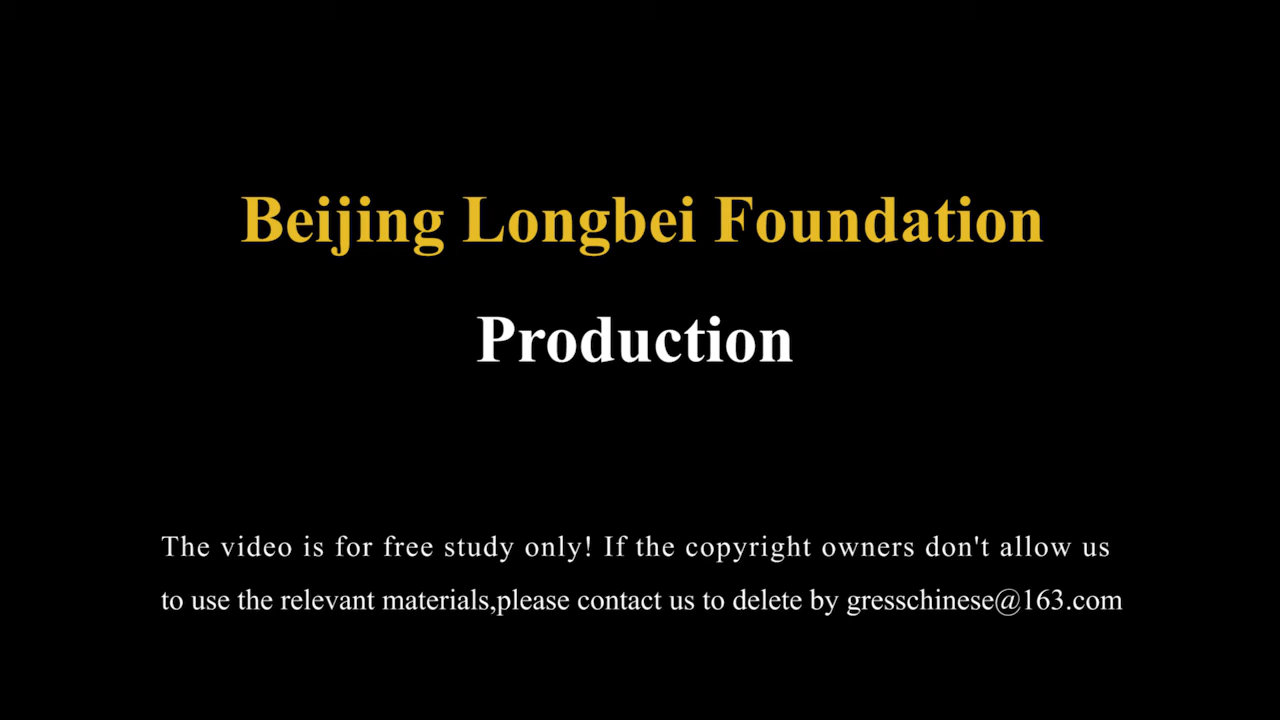 Beijing Longbei Foundation
Production
The video is for free study only! If the copyright owners don't allow us
to use the relevant materials,please contact us to delete by gresschinese@163.com